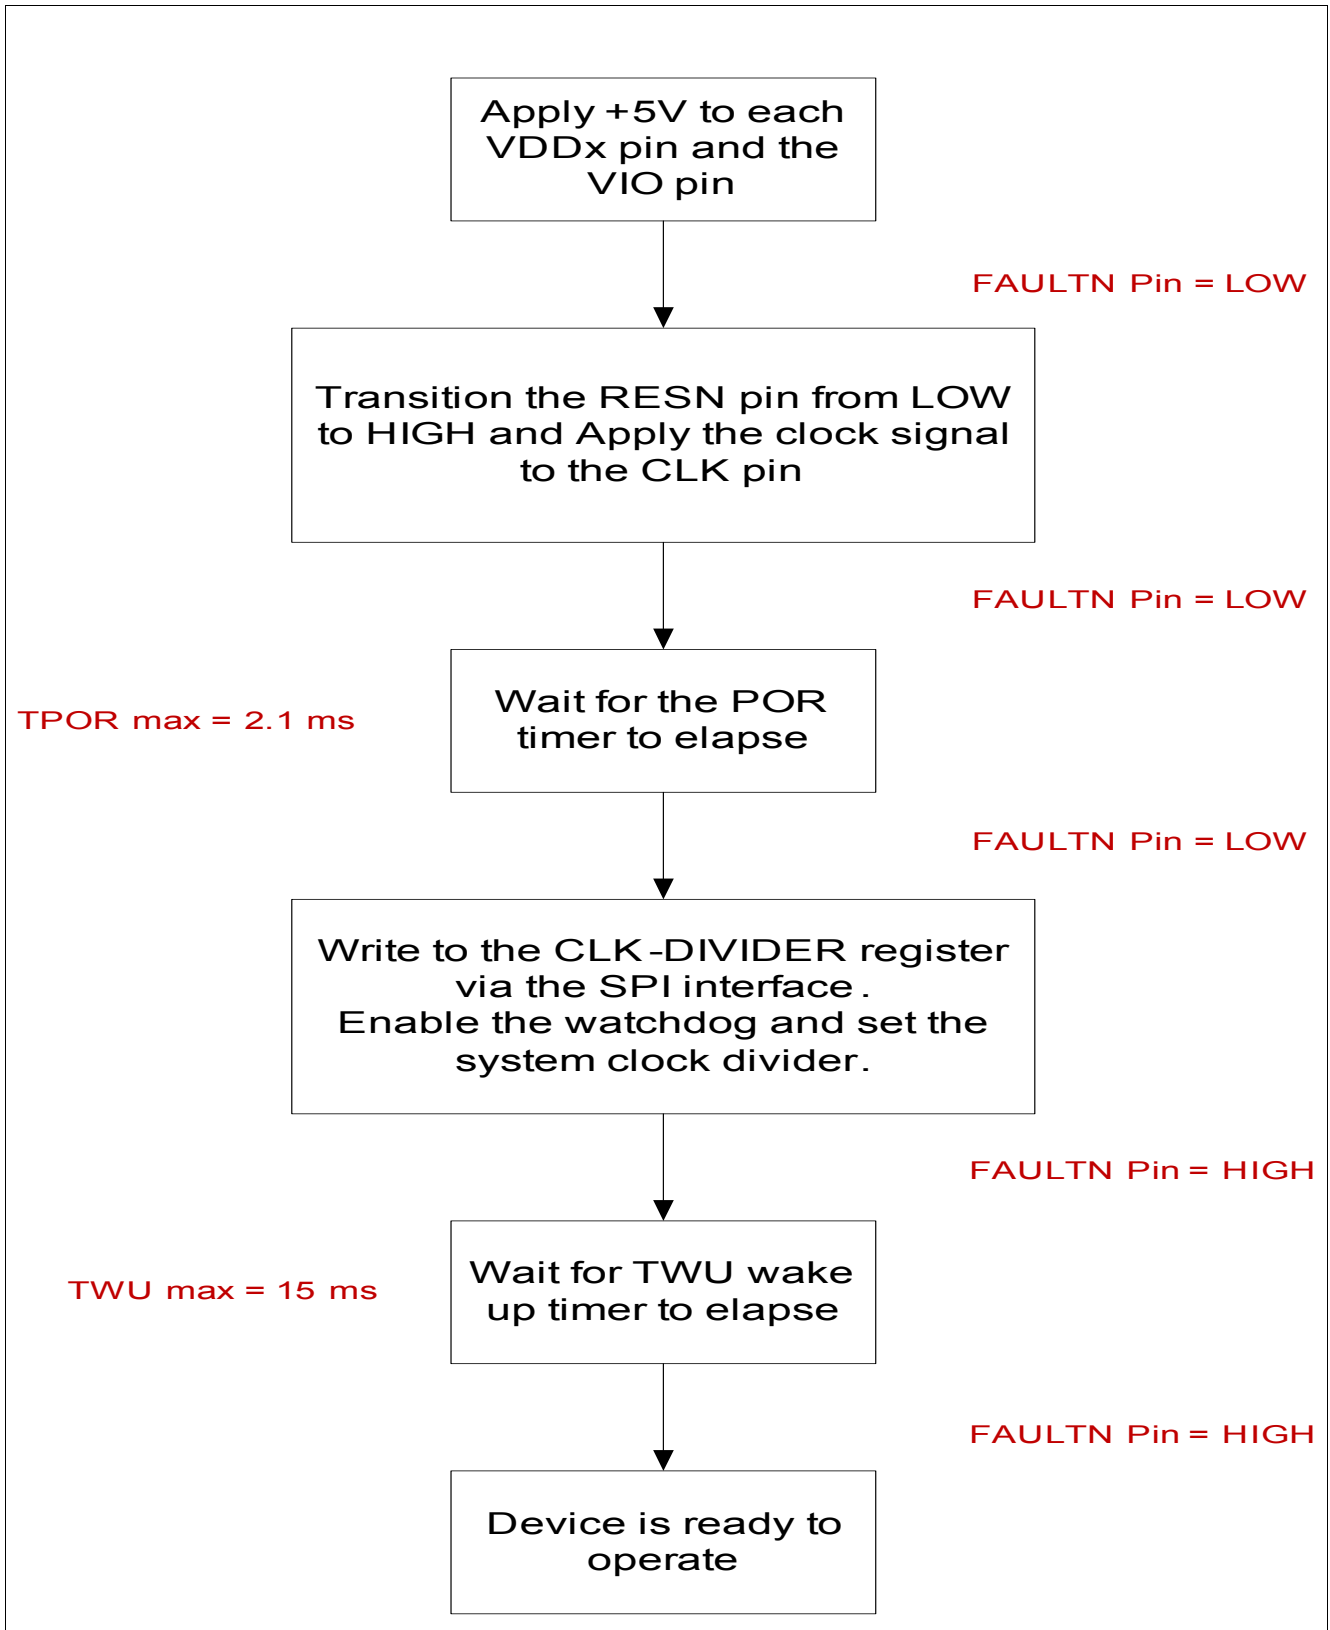 Apply +5V to each
VDDx pin and the
VIO pin
FAULTN Pin = LOW
Transition the RESN pin from LOW
to HIGH and Apply the clock signal
to the CLK pin
FAULTN Pin = LOW
Wait for the POR
timer to elapse
TPOR max = 2.1 ms
FAULTN Pin = LOW
Write to the CLK-DIVIDER register
via the SPI interface.
Enable the watchdog and set the
system clock divider.
FAULTN Pin = HIGH
Wait for TWU wake
up timer to elapse
TWU max = 15 ms
FAULTN Pin = HIGH
Device is ready to
operate